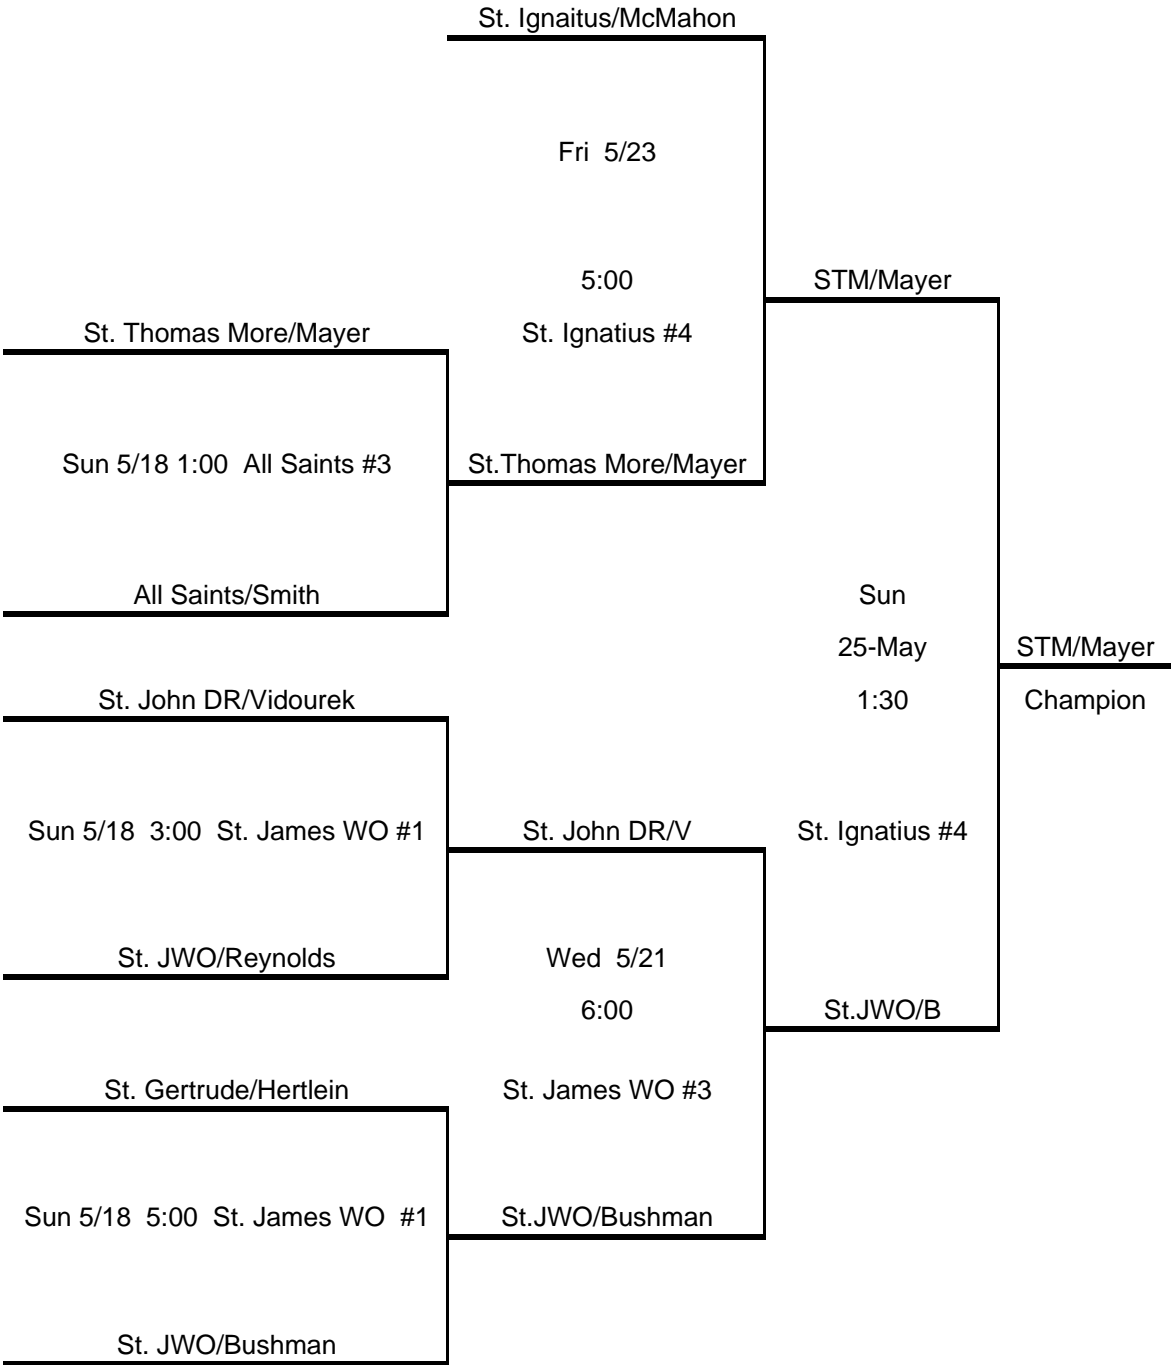 St. Ignaitus/McMahon
Fri  5/23
5:00
STM/Mayer
St. Thomas More/Mayer
St. Ignatius #4
Sun 5/18 1:00  All Saints #3
St.Thomas More/Mayer
All Saints/Smith
Sun
25-May
STM/Mayer
St. John DR/Vidourek
1:30
Champion
Sun 5/18  3:00  St. James WO #1
St. John DR/V
St. Ignatius #4
St. JWO/Reynolds
Wed  5/21
6:00
St.JWO/B
St. Gertrude/Hertlein
St. James WO #3
Sun 5/18  5:00  St. James WO  #1
St.JWO/Bushman
St. JWO/Bushman